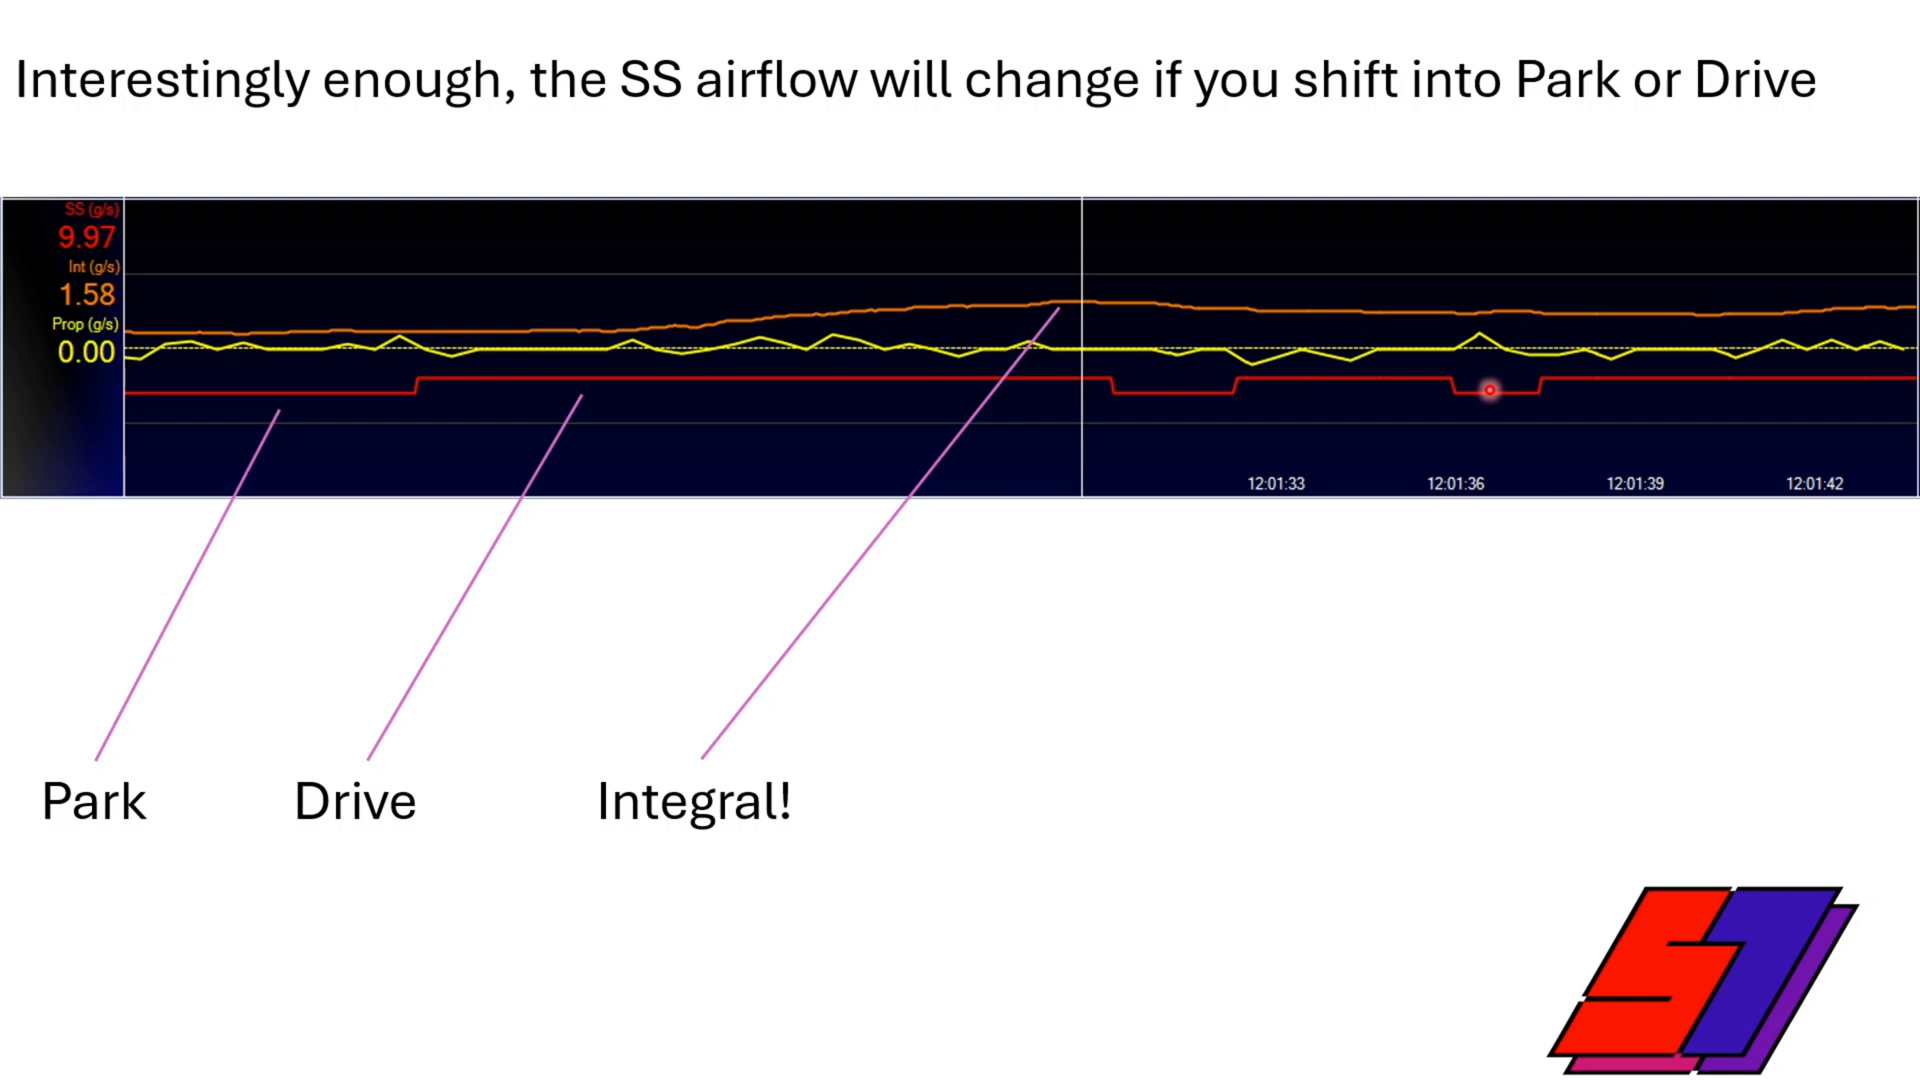 Interestingly enough, the SS airflow will change if you shift into Park or Drive
SS (g/s)
9.97
Int (g/s)
1.58
Prop (g/s)
0.00
12:01:33 12:01:36 12:01:39 12:01:42
Park Drive Integral!